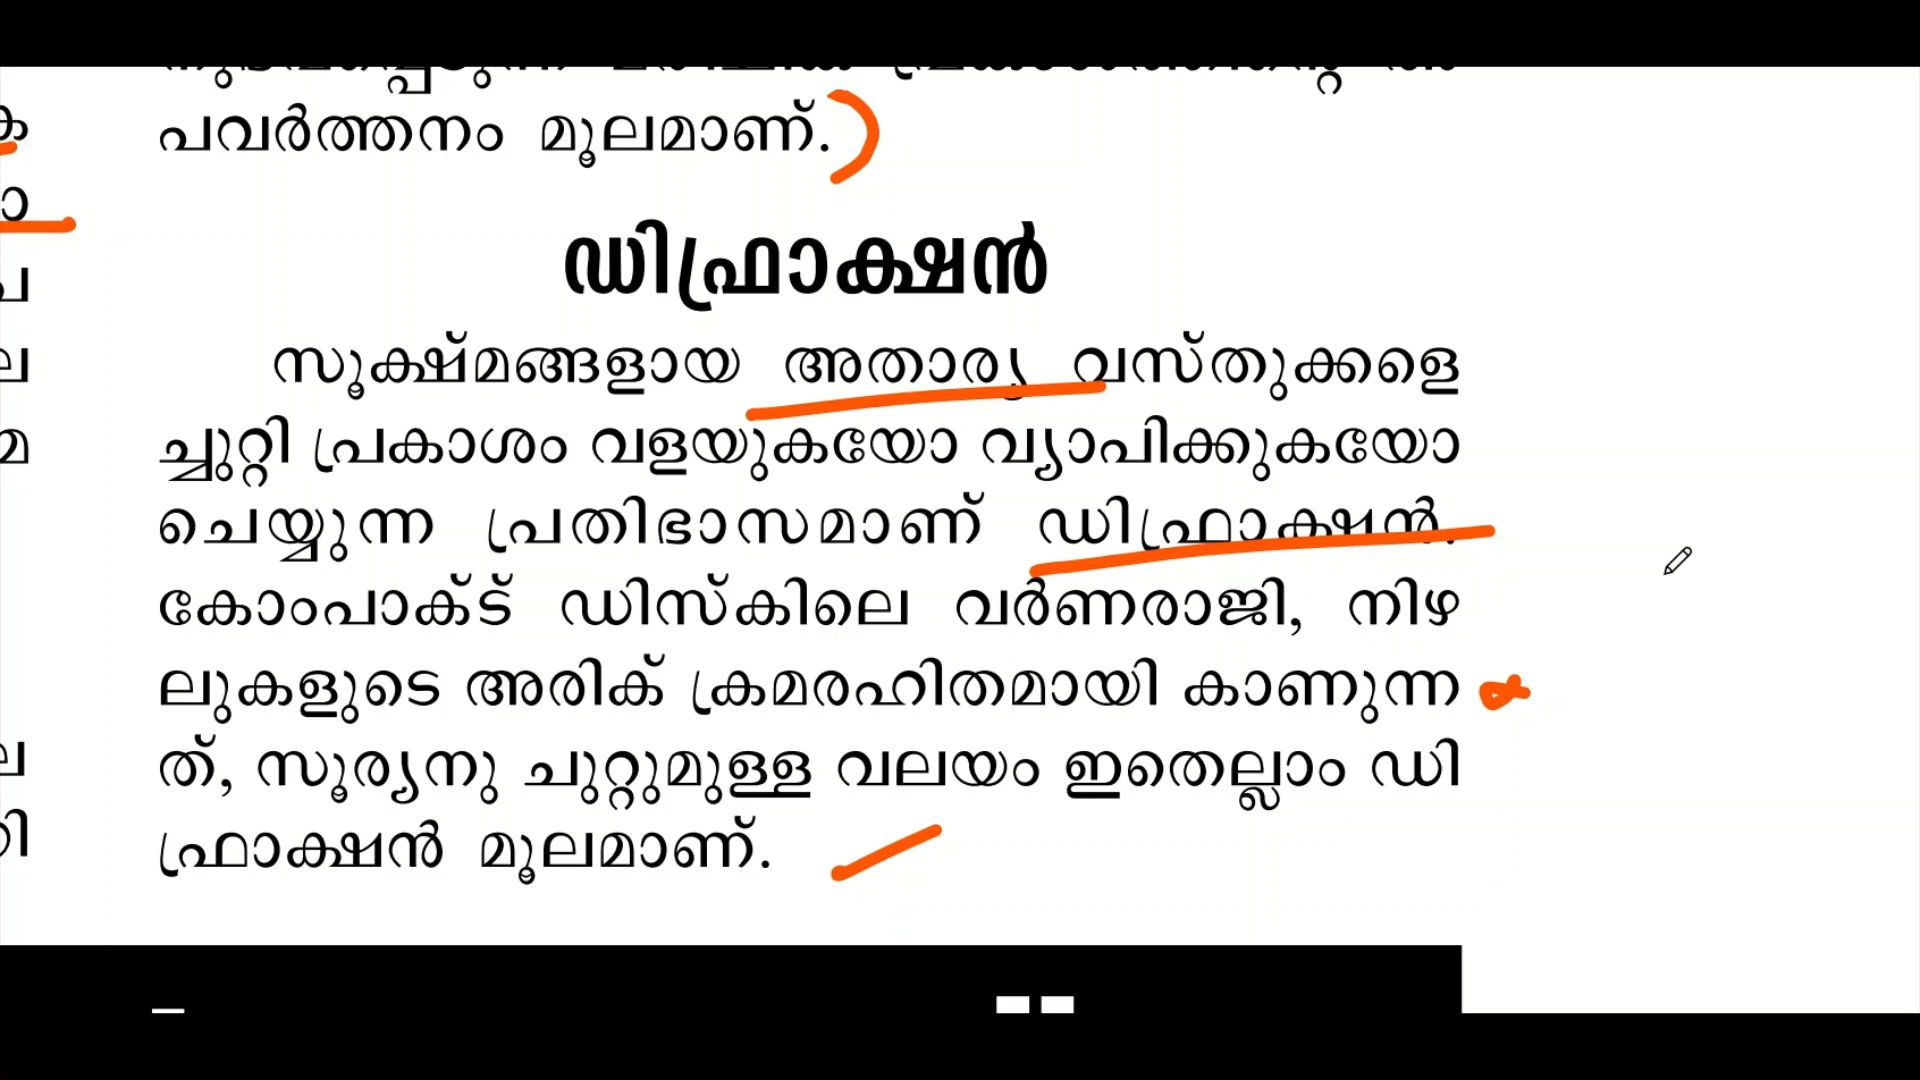 പവർത്തനം മൂലമാണ്.
ഡിഫ്രാക്ഷൻ
സൂക്ഷ്മങ്ങളായ അതാര്യ വസ്തുക്കളെ
ച്ചുറ്റി പ്രകാശം വളയുകയോ വ്യാപിക്കുകയോ
ചെയ്യുന്ന പ്രതിഭാസമാണ് ഡിഫ്രാക്ഷൻ.
കോംപാക്ട് ഡിസ്കിലെ വർണരാജി, നിഴ
ലുകളുടെ അരിക് ക്രമരഹിതമായി കാണുന്ന
ത്, സൂര്യനു ചുറ്റുമുള്ള വലയം ഇതെല്ലാം ഡി
ഫ്രാക്ഷൻ മൂലമാണ്.